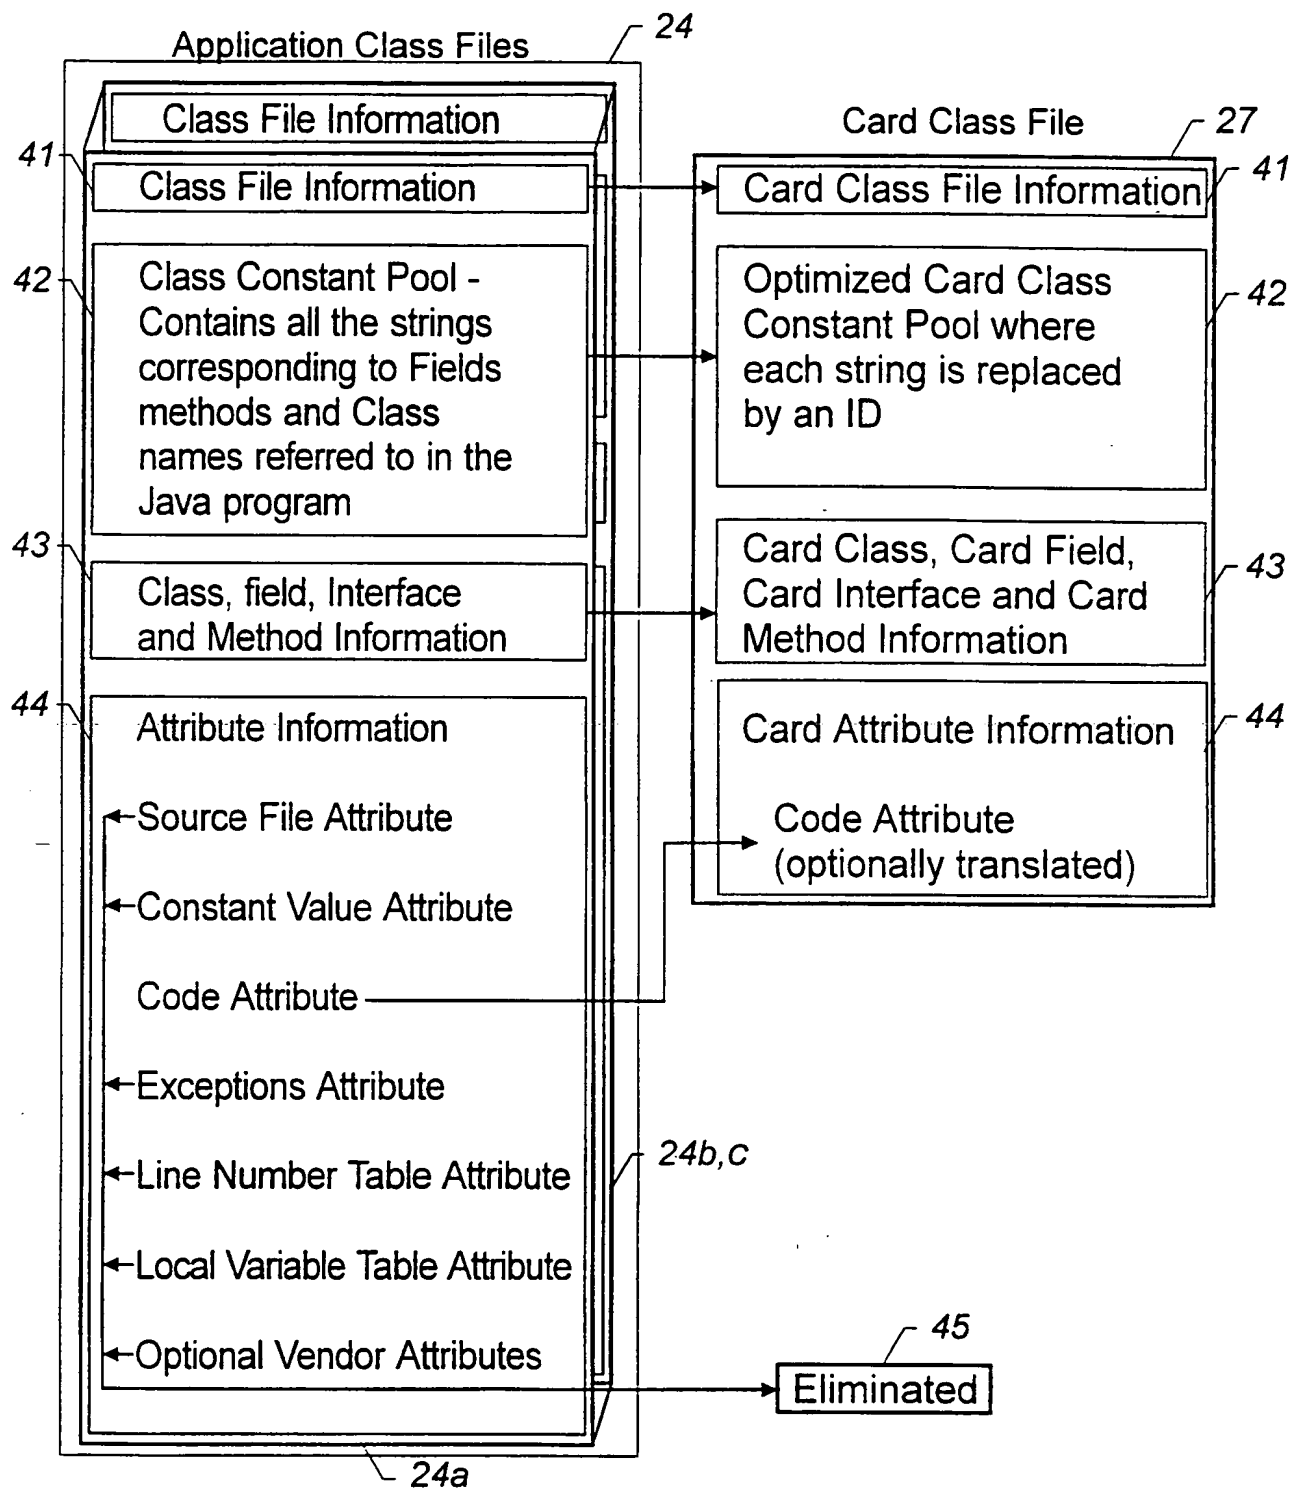 24
Application Class Files
Class File Information
41
Class File Information
42
Class Constant Pool -
Contains all the strings
corresponding to Fields
methods and Class
names referred to in the
Java program
43
Class, field, Interface
and Method Information
44
Attribute Information
Source File Attribute
Constant Value Attribute
Code Attribute
Exceptions Attribute
Line Number Table Attribute
Local Variable Table Attribute
Optional Vendor Attributes
24b,c
24a
Card Class File
27
Card Class File Information
41
Optimized Card Class
Constant Pool where
each string is replaced
by an ID
42
Card Class, Card Field,
Card Interface and Card
Method Information
43
Card Attribute Information
44
Code Attribute
(optionally translated)
45
Eliminated